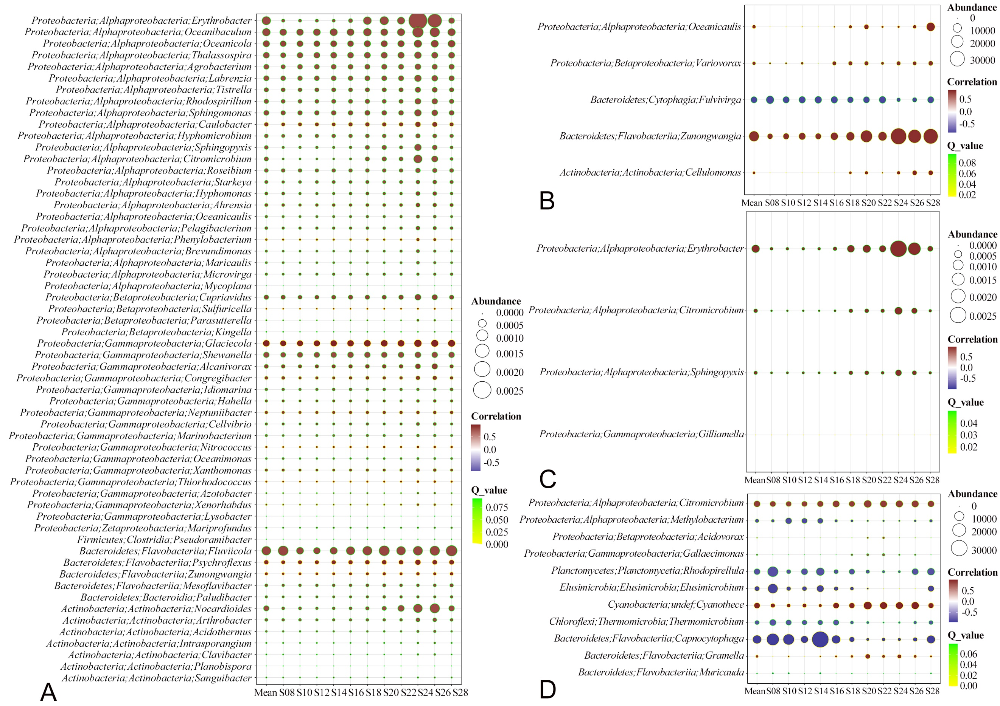 Proteobacteria;Alphaproteobacteria;Erythrobacter
Proteobacteria;Alphaproteobacteria;Oceanibaculum
Proteobacteria;Alphaproteobacteria;Oceanicola
Proteobacteria;Alphaproteobacteria;Thalassospira
Proteobacteria;Alphaproteobacteria;Agrobacterium
Proteobacteria;Alphaproteobacteria;Labrenzia
Proteobacteria;Alphaproteobacteria;Tistrella
Proteobacteria;Alphaproteobacteria;Rhodospirillum
Proteobacteria;Alphaproteobacteria;Sphingomonas
Proteobacteria;Alphaproteobacteria;Caulobacter
Proteobacteria;Alphaproteobacteria;Hyphomicrobium
Proteobacteria;Alphaproteobacteria;Sphingopyxis
Proteobacteria;Alphaproteobacteria;Citromicrobium
Proteobacteria;Alphaproteobacteria;Roseibium
Proteobacteria;Alphaproteobacteria;Starkeya
Proteobacteria;Alphaproteobacteria;Hyphomonas
Proteobacteria;Alphaproteobacteria;Ahrensia
Proteobacteria;Alphaproteobacteria;Oceanicaulis
Proteobacteria;Alphaproteobacteria;Pelagibacterium
Proteobacteria;Alphaproteobacteria;Phenylobacterium
Proteobacteria;Alphaproteobacteria;Brevundimonas
Proteobacteria;Alphaproteobacteria;Maricaulis
Proteobacteria;Alphaproteobacteria;Microvirga
Proteobacteria;Alphaproteobacteria;Mycoplana
Proteobacteria;Betaproteobacteria;Cupriavidus
Proteobacteria;Betaproteobacteria;Sulfuricella
Proteobacteria;Betaproteobacteria;Parasutterella
Proteobacteria;Betaproteobacteria;Kingella
Proteobacteria;Gammaproteobacteria;Glaciecola
Proteobacteria;Gammaproteobacteria;Shewanella
Proteobacteria;Gammaproteobacteria;Alcanivorax
Proteobacteria;Gammaproteobacteria;Congregibacter
Proteobacteria;Gammaproteobacteria;Idiomarina
Proteobacteria;Gammaproteobacteria;Hahella
Proteobacteria;Gammaproteobacteria;Neptuniibacter
Proteobacteria;Gammaproteobacteria;Cellvibrio
Proteobacteria;Gammaproteobacteria;Marinobacterium
Proteobacteria;Gammaproteobacteria;Nitrococcus
Proteobacteria;Gammaproteobacteria;Oceanimonas
Proteobacteria;Gammaproteobacteria;Xanthomonas
Proteobacteria;Gammaproteobacteria;Thiorhodococcus
Proteobacteria;Gammaproteobacteria;Azotobacter
Proteobacteria;Gammaproteobacteria;Xenorhabdus
Proteobacteria;Gammaproteobacteria;Lysobacter
Proteobacteria;Zetaproteobacteria;Mariprofundus
Firmicutes;Clostridia;Pseudoramibacter
Bacteroidetes;Flavobacteriia;Fluviicola
Bacteroidetes;Flavobacteriia;Psychroflexus
Bacteroidetes;Flavobacteriia;Zunongwangia
Bacteroidetes;Flavobacteriia;Mesoflavibacter
Bacteroidetes;Bacteroidia;Paludibacter
Actinobacteria;Actinobacteria;Nocardioides
Actinobacteria;Actinobacteria;Arthrobacter
Actinobacteria;Actinobacteria;Acidothermus
Actinobacteria;Actinobacteria;Intrasporangium
Actinobacteria;Actinobacteria;Clavibacter
Actinobacteria;Actinobacteria;Planobispora
Actinobacteria;Actinobacteria;Sanguibacter
Mean S08 S10 S12 S14 S16 S18 S20 S22 S24 S26 S28
A
Abundance
0.0000
0.0005
0.0010
0.0015
0.0020
0.0025
Correlation
0.5
0.0
-0.5
Q_value
0.075
0.050
0.025
0.000
Proteobacteria;Alphaproteobacteria;Oceanicaulis
Proteobacteria;Betaproteobacteria;Variovorax
Bacteroidetes;Cytophagia;Fulvivirga
Bacteroidetes;Flavobacteriia;Zunongwangia
Actinobacteria;Actinobacteria;Cellulomonas
Mean S08 S10 S12 S14 S16 S18 S20 S22 S24 S26 S28
B
Abundance
0
10000
20000
30000
Correlation
0.5
0.0
-0.5
Q_value
0.08
0.06
0.04
0.02
Proteobacteria;Alphaproteobacteria;Erythrobacter
Proteobacteria;Alphaproteobacteria;Citromicrobium
Proteobacteria;Alphaproteobacteria;Sphingopyxis
Proteobacteria;Gammaproteobacteria;Gilliamella
Mean S08 S10 S12 S14 S16 S18 S20 S22 S24 S26 S28
C
Abundance
0.0000
0.0005
0.0010
0.0015
0.0020
0.0025
Correlation
0.5
0.0
-0.5
Q_value
0.04
0.03
0.02
Proteobacteria;Alphaproteobacteria;Citromicrobium
Proteobacteria;Alphaproteobacteria;Methylobacterium
Proteobacteria;Betaproteobacteria;Acidovorax
Proteobacteria;Gammaproteobacteria;Gallaecimonas
Planctomycetes;Planctomycetia;Rhodopirellula
Elusimicrobia;Elusimicrobia;Elusimicrobium
Cyanobacteria;undef;Cyanothece
Chloroflexi;Thermomicrobia;Thermomicrobium
Bacteroidetes;Flavobacteriia;Capnocytophaga
Bacteroidetes;Flavobacteriia;Gramella
Bacteroidetes;Flavobacteriia;Muricauda
Mean S08 S10 S12 S14 S16 S18 S20 S22 S24 S26 S28
D
Abundance
0
10000
20000
30000
Correlation
0.5
0.0
-0.5
Q_value
0.06
0.04
0.02
0.00